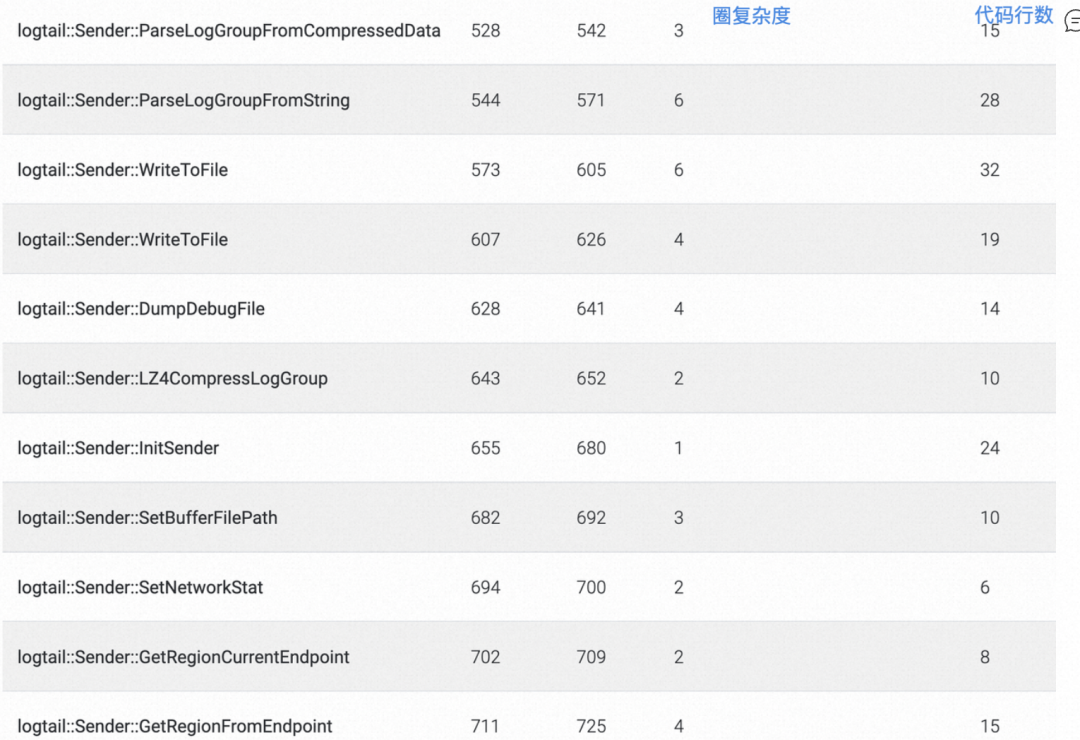 圈复杂度 代码行数
logtail::Sender::ParseLogGroupFromCompressedData 528 542 3 15
logtail::Sender::ParseLogGroupFromString 544 571 6 28
logtail::Sender::WriteToFile 573 605 6 32
logtail::Sender::WriteToFile 607 626 4 19
logtail::Sender::DumpDebugFile 628 641 4 14
logtail::Sender::LZ4CompressLogGroup 643 652 2 10
logtail::Sender::InitSender 655 680 1 24
logtail::Sender::SetBufferFilePath 682 692 3 10
logtail::Sender::SetNetworkStat 694 700 2 6
logtail::Sender::GetRegionCurrentEndpoint 702 709 2 8
logtail::Sender::GetRegionFromEndpoint 711 725 4 15